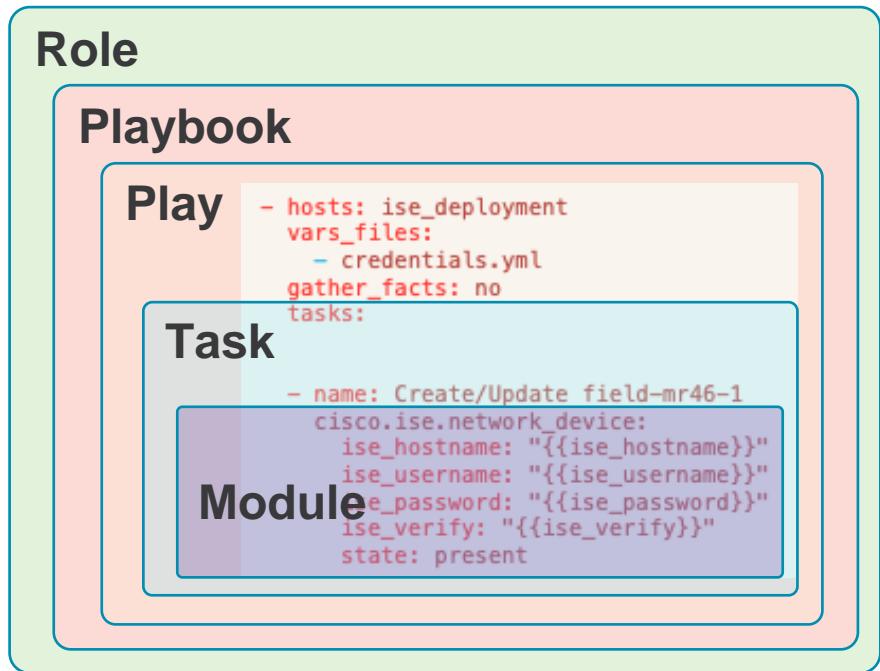 Role
Playbook
Play
- hosts: ise_deployment
vars_files:
- credentials.yml
gather_facts: no
tasks:
Task
- name: Create/Update field-mr46-1
cisco.ise.network_device:
ise_hostname: "{{ise_hostname}}"
ise_username: "{{ise_username}}"
Module
ise_password: "{{ise_password}}"
ise_verify: "{{ise_verify}}"
state: present